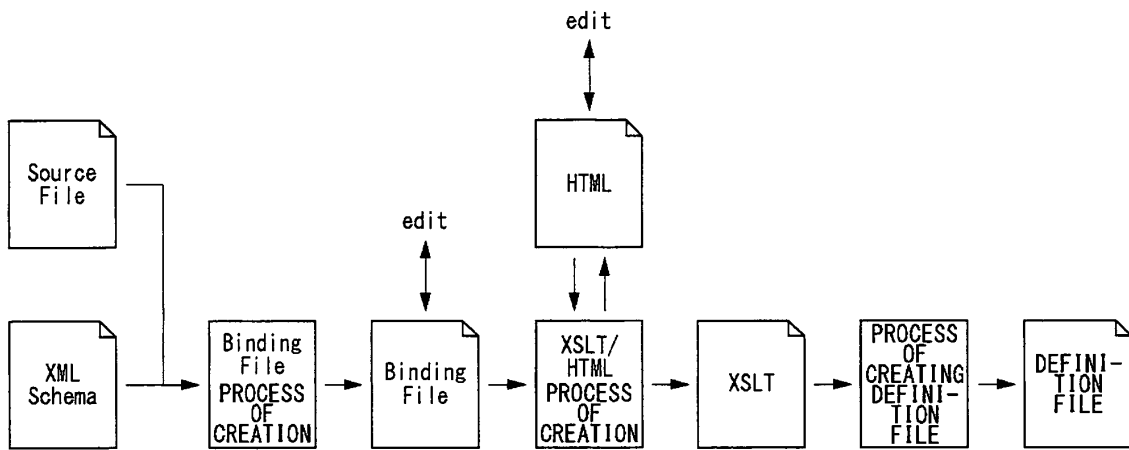 edit
Source
File
HTML
edit
XML
Schema
Binding
File
PROCESS
OF
CREATION
Binding
File
XSLT/
HTML
PROCESS
OF
CREATION
XSLT
PROCESS
OF
CREATING
DEFINI-
TION
FILE
DEFINI-
TION
FILE